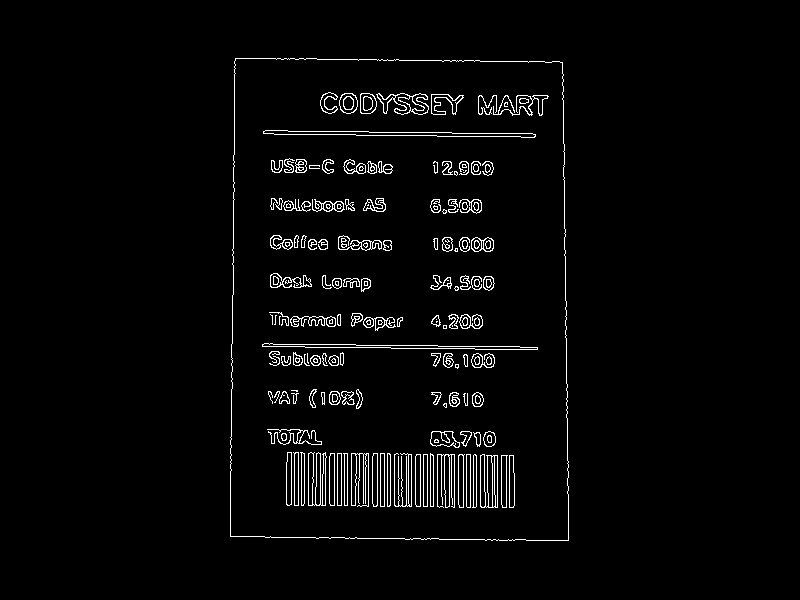 CODYSSEY MART
USB-C Cable 12,900
Notebook A5 6,500
Coffee Beans 18,000
Desk Lamp 34,500
Thermal Paper 4,200
Subtotal 76,100
VAT (10%) 7,610
TOTAL 83,710